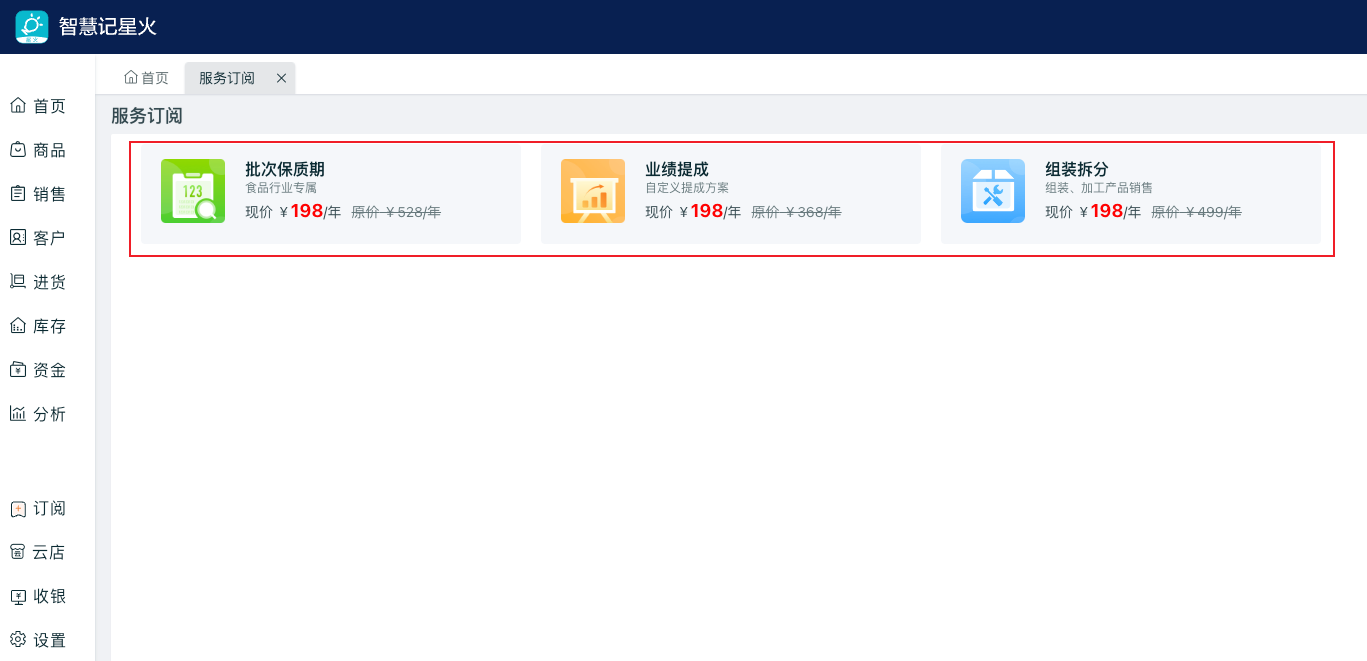 智慧记星火
首页
服务订阅
首页
商品
销售
客户
进货
库存
资金
分析
订阅
云店
收银
设置
服务订阅
123
批次保质期
食品行业专属
现价 ¥198/年 原价 ¥528/年
业绩提成
自定义提成方案
现价 ¥198/年 原价 ¥368/年
组装拆分
组装、加工产品销售
现价 ¥198/年 原价 ¥499/年